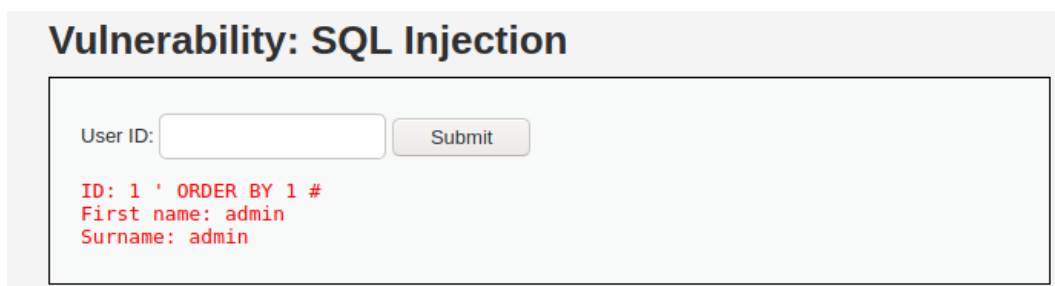 Vulnerability: SQL Injection
User ID: Submit
ID: 1 ' ORDER BY 1 #
First name: admin
Surname: admin